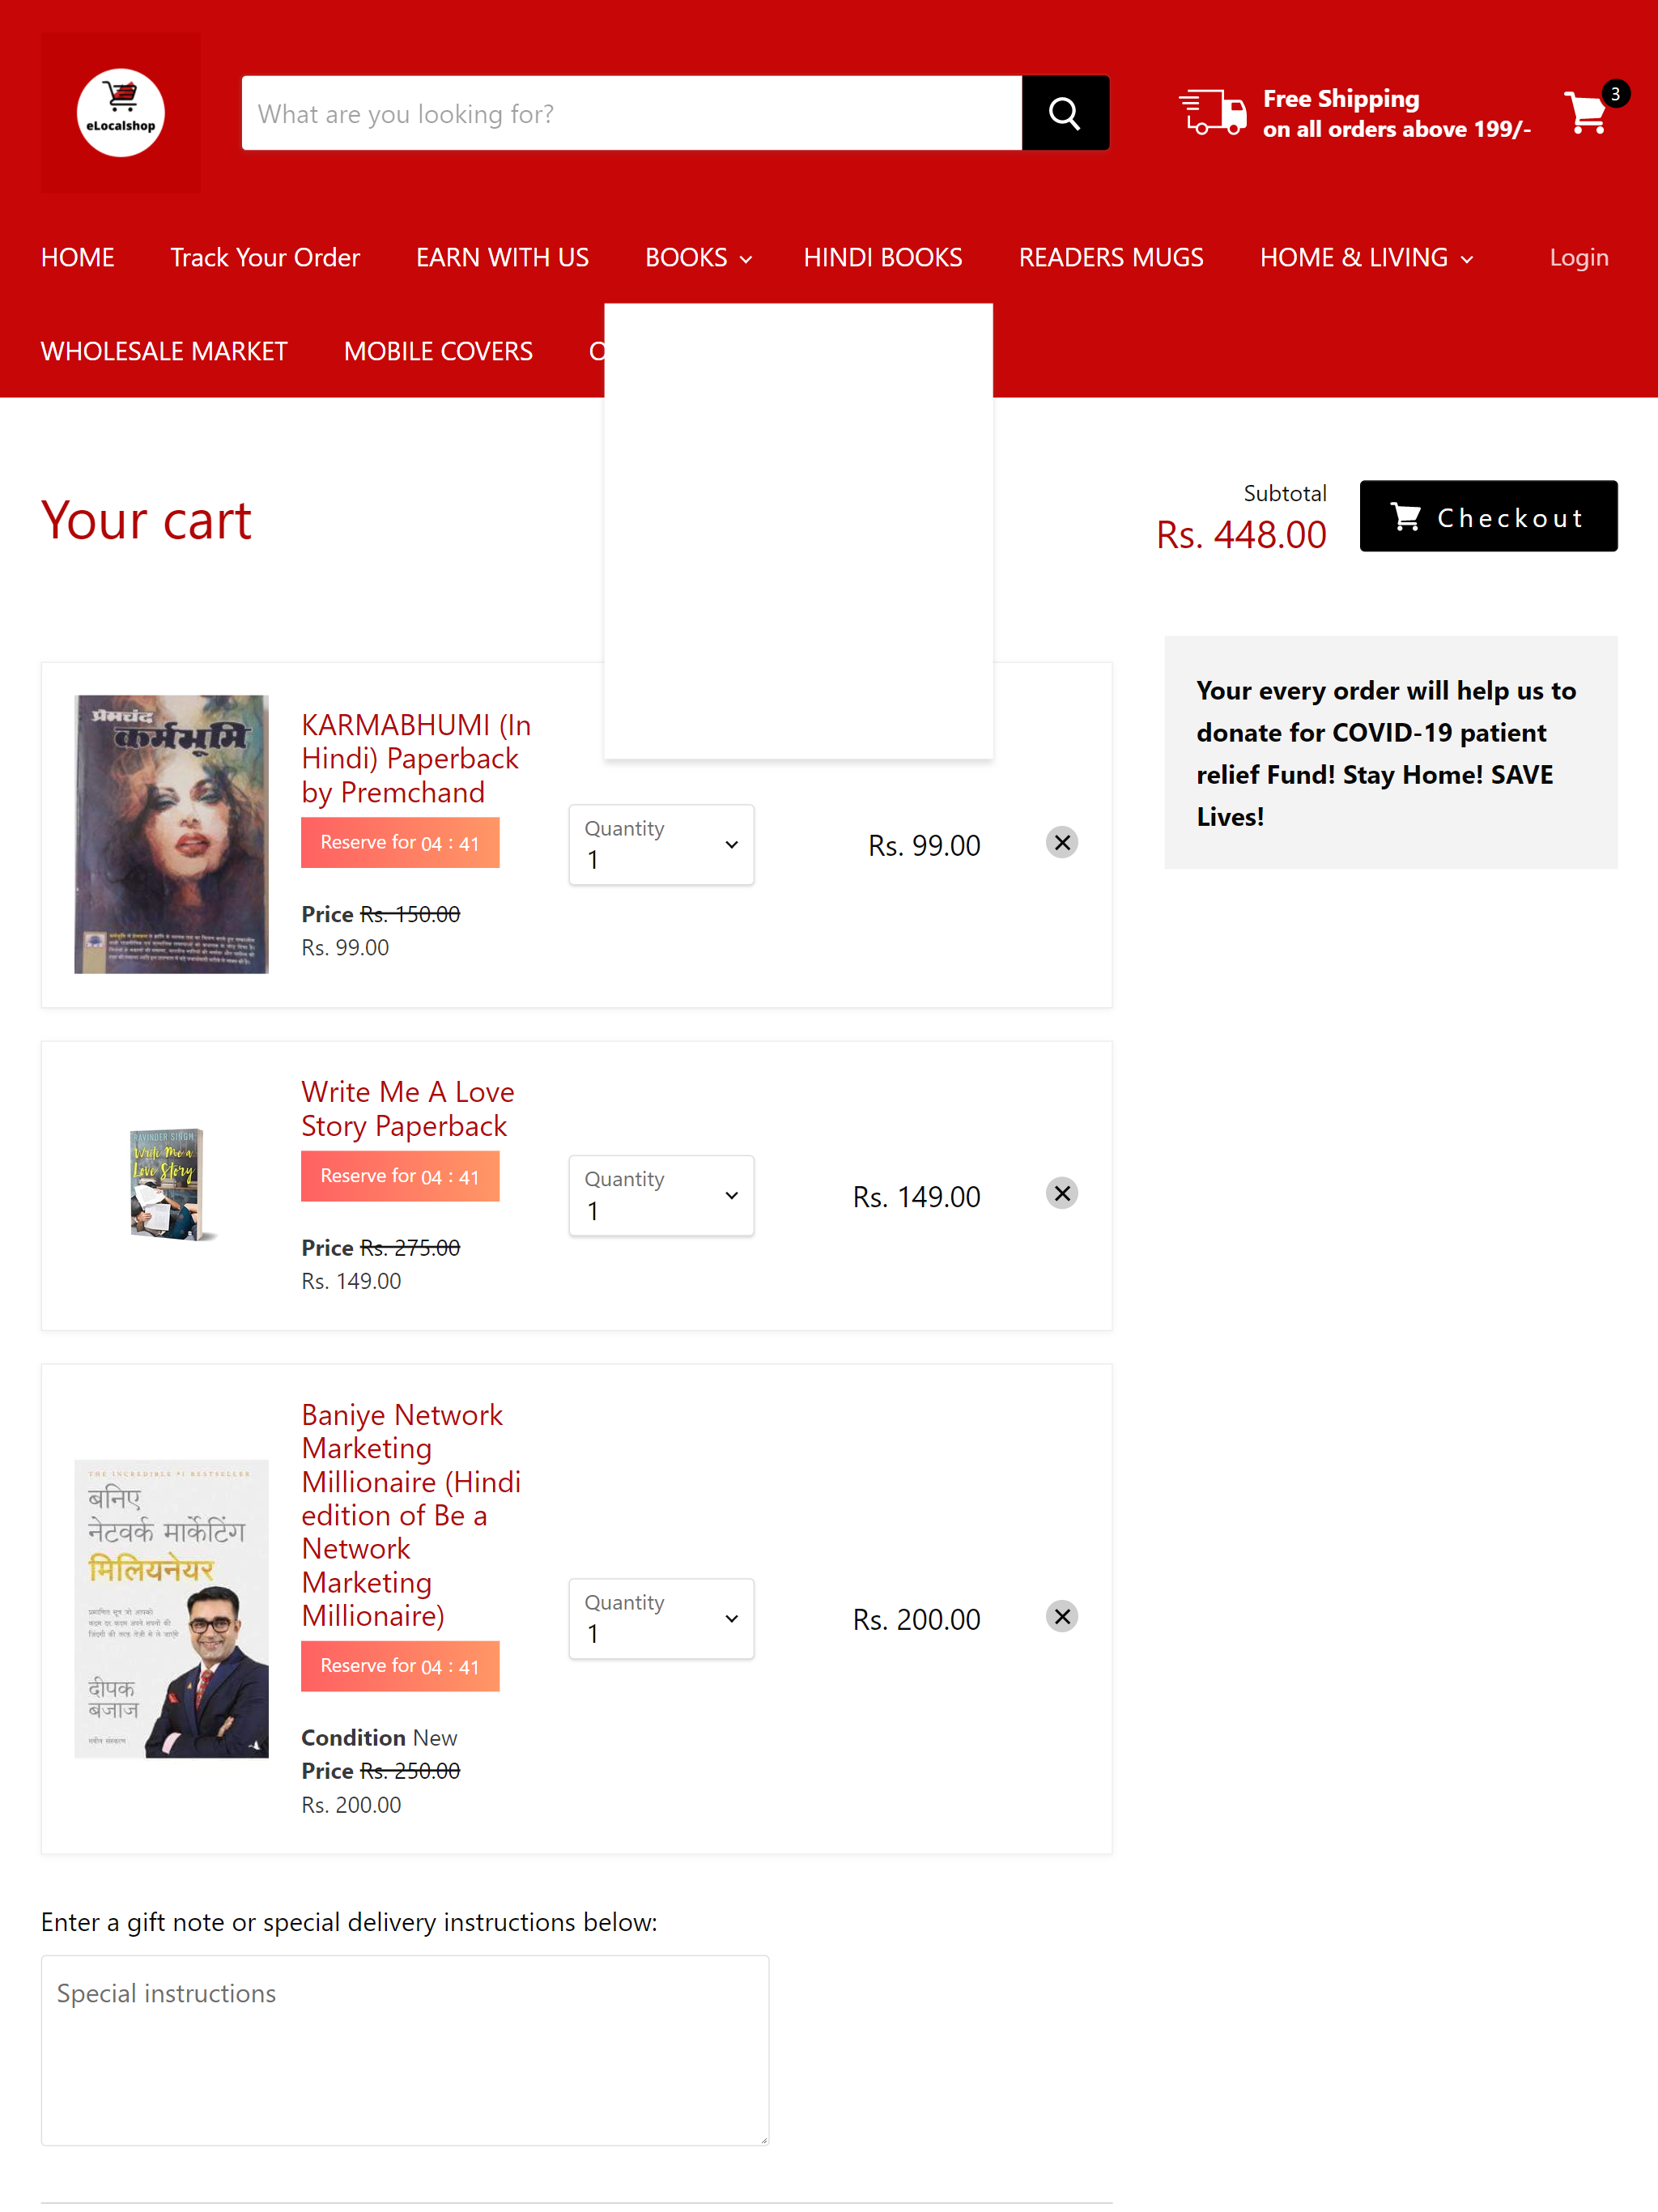 eLocalshop
What are you looking for?
Free Shipping
on all orders above 199/-
3
HOME
Track Your Order
EARN WITH US
BOOKS
HINDI BOOKS
READERS MUGS
HOME & LIVING
Login
WHOLESALE MARKET
MOBILE COVERS
Your cart
Subtotal
Rs. 448.00
Checkout
Your every order will help us to
donate for COVID-19 patient
relief Fund! Stay Home! SAVE
Lives!
प्रेमचंद
कर्मभूमि
KARMABHUMI (In
Hindi) Paperback
by Premchand
Reserve for 04 : 41
Price Rs. 150.00
Rs. 99.00
Quantity
1
Rs. 99.00
RAVINDER SINGH
Write Me a
Love Story
Write Me A Love
Story Paperback
Reserve for 04 : 41
Price Rs. 275.00
Rs. 149.00
Quantity
1
Rs. 149.00
THE INCREDIBLE #1 BESTSELLER
बनिए
नेटवर्क मार्केटिंग
मिलियनेयर
दीपक
बजाज
नवीन संस्करण
Baniye Network
Marketing
Millionaire (Hindi
edition of Be a
Network
Marketing
Millionaire)
Reserve for 04 : 41
Condition New
Price Rs. 250.00
Rs. 200.00
Quantity
1
Rs. 200.00
Enter a gift note or special delivery instructions below:
Special instructions